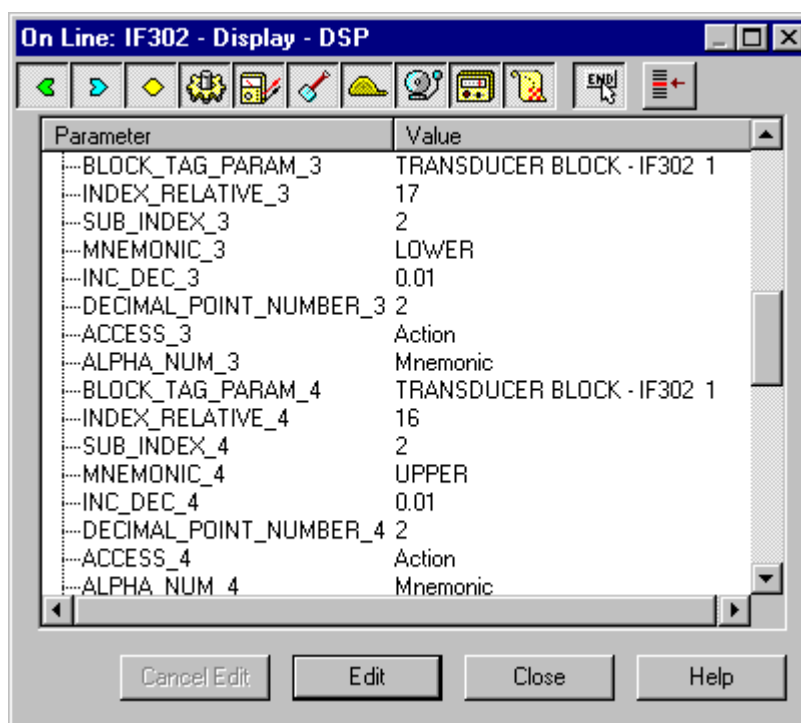 On Line: IF302 - Display - DSP
END
Parameter Value
BLOCK_TAG_PARAM_3 TRANSDUCER BLOCK - IF302 1
INDEX_RELATIVE_3 17
SUB_INDEX_3 2
MNEMONIC_3 LOWER
INC_DEC_3 0.01
DECIMAL_POINT_NUMBER_3 2
ACCESS_3 Action
ALPHA_NUM_3 Mnemonic
BLOCK_TAG_PARAM_4 TRANSDUCER BLOCK - IF302 1
INDEX_RELATIVE_4 16
SUB_INDEX_4 2
MNEMONIC_4 UPPER
INC_DEC_4 0.01
DECIMAL_POINT_NUMBER_4 2
ACCESS_4 Action
ALPHA_NUM_4 Mnemonic
Cancel Edit Edit Close Help